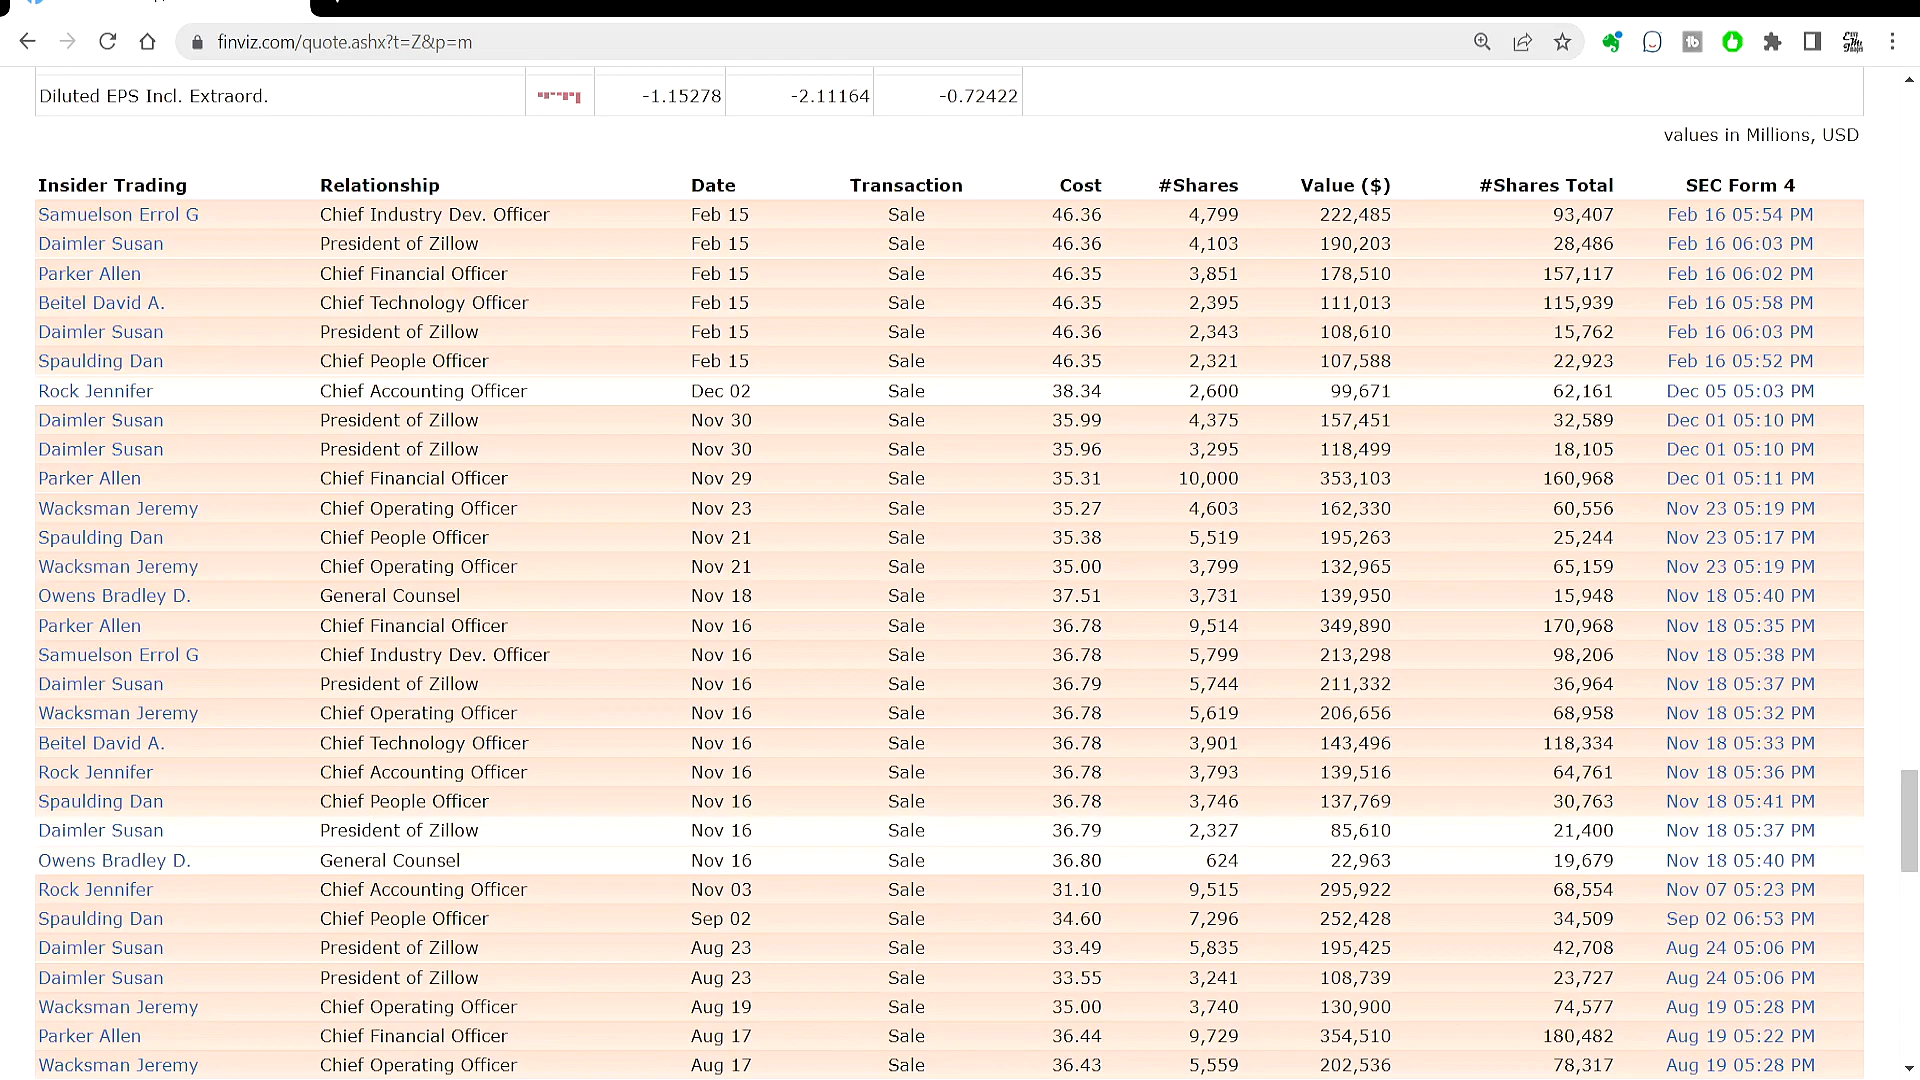 finviz.com/quote.ashx?t=Z&p=m
Diluted EPS Incl. Extraord. -1.15278 -2.11164 -0.72422
values in Millions, USD
Insider Trading Relationship Date Transaction Cost #Shares Value ($) #Shares Total SEC Form 4
Samuelson Errol G Chief Industry Dev. Officer Feb 15 Sale 46.36 4,799 222,485 93,407 Feb 16 05:54 PM
Daimler Susan President of Zillow Feb 15 Sale 46.36 4,103 190,203 28,486 Feb 16 06:03 PM
Parker Allen Chief Financial Officer Feb 15 Sale 46.35 3,851 178,510 157,117 Feb 16 06:02 PM
Beitel David A. Chief Technology Officer Feb 15 Sale 46.35 2,395 111,013 115,939 Feb 16 05:58 PM
Daimler Susan President of Zillow Feb 15 Sale 46.36 2,343 108,610 15,762 Feb 16 06:03 PM
Spaulding Dan Chief People Officer Feb 15 Sale 46.35 2,321 107,588 22,923 Feb 16 05:52 PM
Rock Jennifer Chief Accounting Officer Dec 02 Sale 38.34 2,600 99,671 62,161 Dec 05 05:03 PM
Daimler Susan President of Zillow Nov 30 Sale 35.99 4,375 157,451 32,589 Dec 01 05:10 PM
Daimler Susan President of Zillow Nov 30 Sale 35.96 3,295 118,499 18,105 Dec 01 05:10 PM
Parker Allen Chief Financial Officer Nov 29 Sale 35.31 10,000 353,103 160,968 Dec 01 05:11 PM
Wacksman Jeremy Chief Operating Officer Nov 23 Sale 35.27 4,603 162,330 60,556 Nov 23 05:19 PM
Spaulding Dan Chief People Officer Nov 21 Sale 35.38 5,519 195,263 25,244 Nov 23 05:17 PM
Wacksman Jeremy Chief Operating Officer Nov 21 Sale 35.00 3,799 132,965 65,159 Nov 23 05:19 PM
Owens Bradley D. General Counsel Nov 18 Sale 37.51 3,731 139,950 15,948 Nov 18 05:40 PM
Parker Allen Chief Financial Officer Nov 16 Sale 36.78 9,514 349,890 170,968 Nov 18 05:35 PM
Samuelson Errol G Chief Industry Dev. Officer Nov 16 Sale 36.78 5,799 213,298 98,206 Nov 18 05:38 PM
Daimler Susan President of Zillow Nov 16 Sale 36.79 5,744 211,332 36,964 Nov 18 05:37 PM
Wacksman Jeremy Chief Operating Officer Nov 16 Sale 36.78 5,619 206,656 68,958 Nov 18 05:32 PM
Beitel David A. Chief Technology Officer Nov 16 Sale 36.78 3,901 143,496 118,334 Nov 18 05:33 PM
Rock Jennifer Chief Accounting Officer Nov 16 Sale 36.78 3,793 139,516 64,761 Nov 18 05:36 PM
Spaulding Dan Chief People Officer Nov 16 Sale 36.78 3,746 137,769 30,763 Nov 18 05:41 PM
Daimler Susan President of Zillow Nov 16 Sale 36.79 2,327 85,610 21,400 Nov 18 05:37 PM
Owens Bradley D. General Counsel Nov 16 Sale 36.80 624 22,963 19,679 Nov 18 05:40 PM
Rock Jennifer Chief Accounting Officer Nov 03 Sale 31.10 9,515 295,922 68,554 Nov 07 05:23 PM
Spaulding Dan Chief People Officer Sep 02 Sale 34.60 7,296 252,428 34,509 Sep 02 06:53 PM
Daimler Susan President of Zillow Aug 23 Sale 33.49 5,835 195,425 42,708 Aug 24 05:06 PM
Daimler Susan President of Zillow Aug 23 Sale 33.55 3,241 108,739 23,727 Aug 24 05:06 PM
Wacksman Jeremy Chief Operating Officer Aug 19 Sale 35.00 3,740 130,900 74,577 Aug 19 05:28 PM
Parker Allen Chief Financial Officer Aug 17 Sale 36.44 9,729 354,510 180,482 Aug 19 05:22 PM
Wacksman Jeremy Chief Operating Officer Aug 17 Sale 36.43 5,559 202,536 78,317 Aug 19 05:28 PM